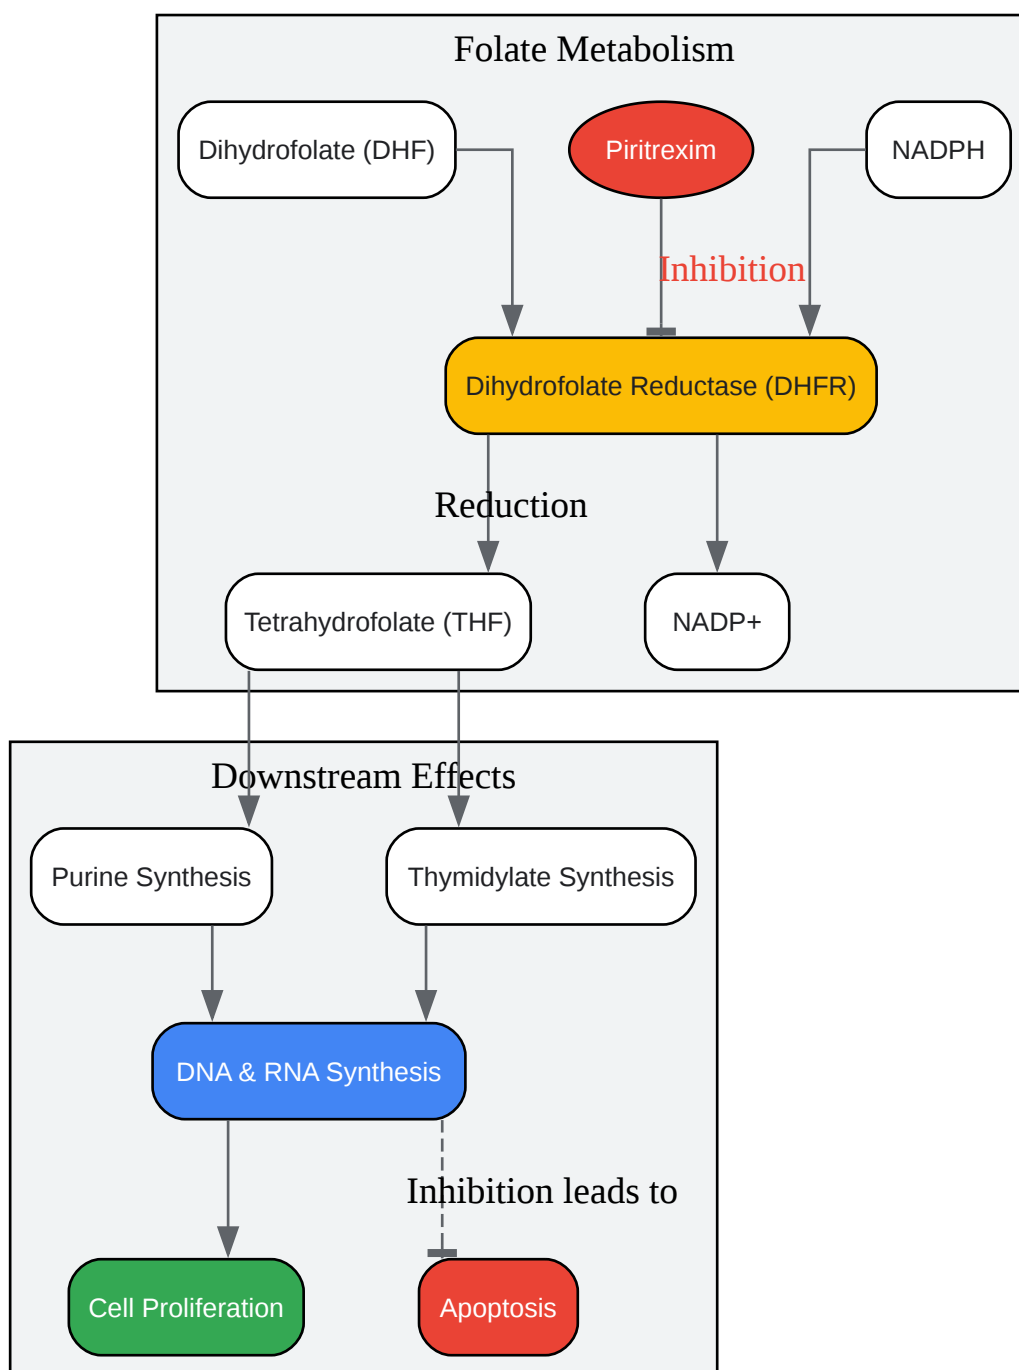 Folate Metabolism
Dihydrofolate (DHF)
Piritrexim
NADPH
Inhibition
Dihydrofolate Reductase (DHFR)
Reduction
Tetrahydrofolate (THF)
NADP+
Downstream Effects
Purine Synthesis
Thymidylate Synthesis
DNA & RNA Synthesis
Inhibition leads to
Cell Proliferation
Apoptosis